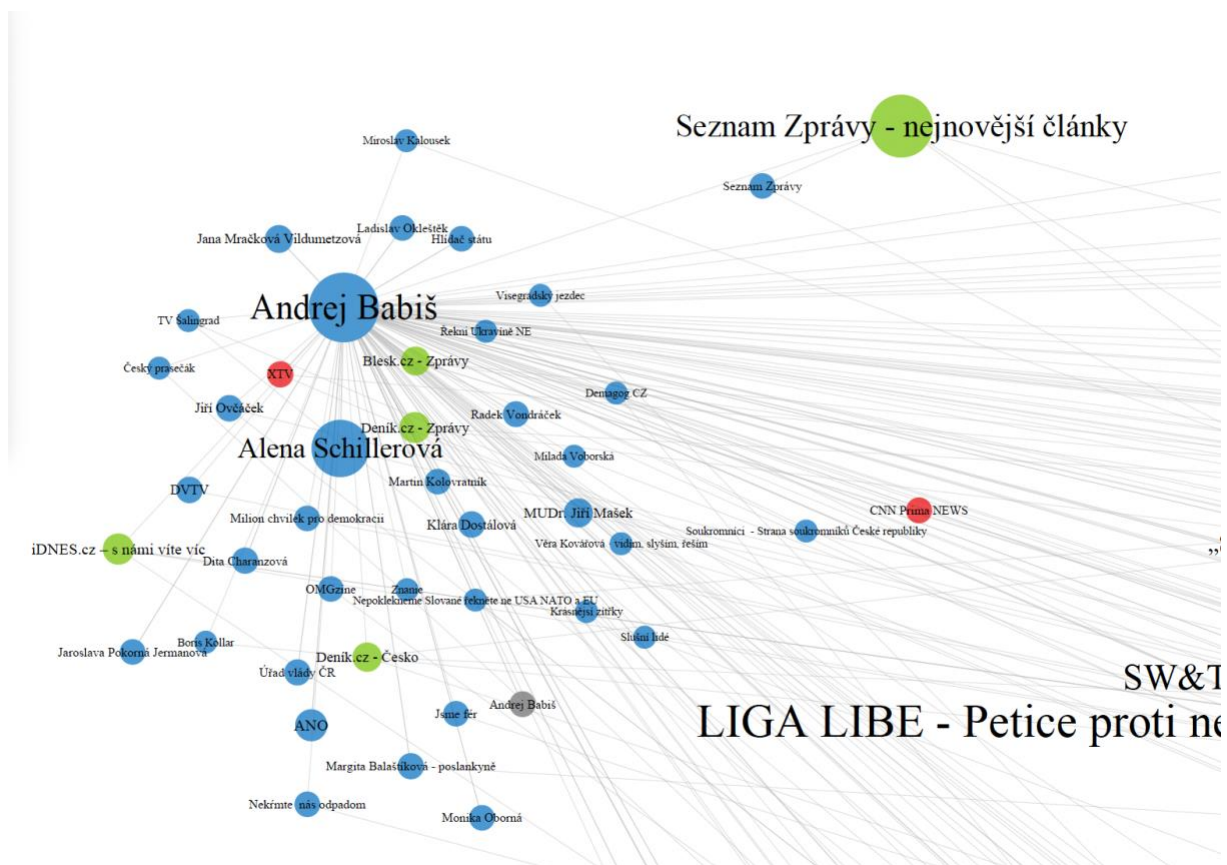 Seznam Zprávy - nejnovější články
Miroslav Kalousek
Seznam Zprávy
Ladislav Okleštěk
Jana Mračková Vildumetzová
Hlídač státu
Visegradský jezdec
Andrej Babiš
TV Salingrad
Řekni Ukrajině NE
Blesk.cz - Zprávy
Český prasečák
XTV
Demagog CZ
Jiří Ovčáček
Radek Vondráček
Deník.cz - Zprávy
Alena Schillerová
Milada Voborská
Martin Kolovratník
DVTV
CNN Prima NEWS
MUDr. Jiří Mašek
Milion chvilek pro demokracii
Klára Dostálová
Soukromníci - Strana soukromníků České republiky
Věra Kovářová - vidím, slyším, řeším
iDNES.cz – s námi víte víc
Dita Charanzová
OMGzine
Znanie
Nepoklekneme Slované řekněte ne USA NATO a EU
Krásnější zítřky
Slušní lidé
Boris Kollar
Jaroslava Pokorná Jermanová
Deník.cz - Česko
Úřad vlády ČR
SW&T
Andrej Babiš
Jsme fér
ANO
LIGA LIBE - Petice proti ne
Margita Balaštíková - poslankyně
Nekŕmte nás odpadom
Monika Oborná